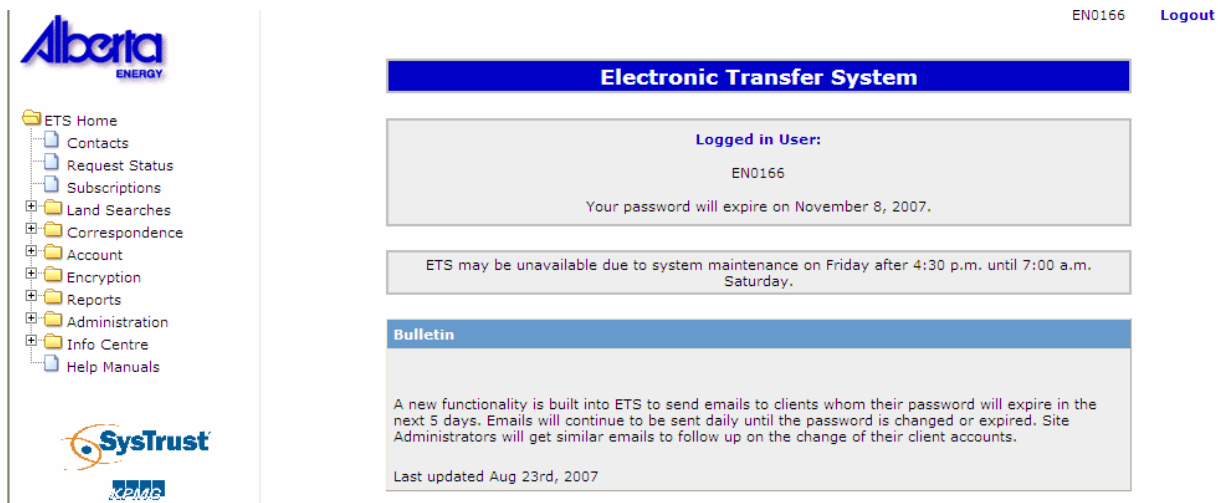 EN0166 Logout
Alberta
ENERGY
Electronic Transfer System
ETS Home
Contacts
Request Status
Subscriptions
Land Searches
Correspondence
Account
Encryption
Reports
Administration
Info Centre
Help Manuals
SysTrust
KPMG
Logged in User:
EN0166
Your password will expire on November 8, 2007.
ETS may be unavailable due to system maintenance on Friday after 4:30 p.m. until 7:00 a.m.
Saturday.
Bulletin
A new functionality is built into ETS to send emails to clients whom their password will expire in the
next 5 days. Emails will continue to be sent daily until the password is changed or expired. Site
Administrators will get similar emails to follow up on the change of their client accounts.
Last updated Aug 23rd, 2007